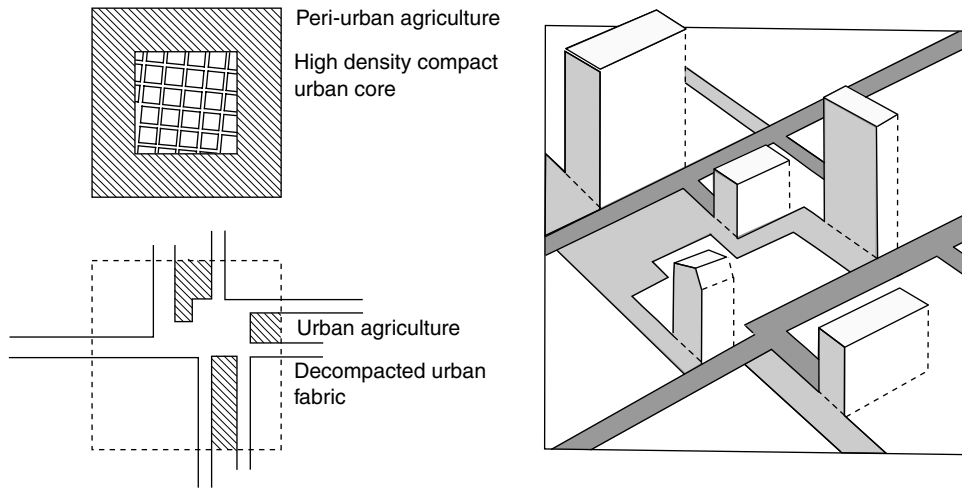 Peri-urban agriculture
High density compact
urban core
Urban agriculture
Decompacted urban
fabric